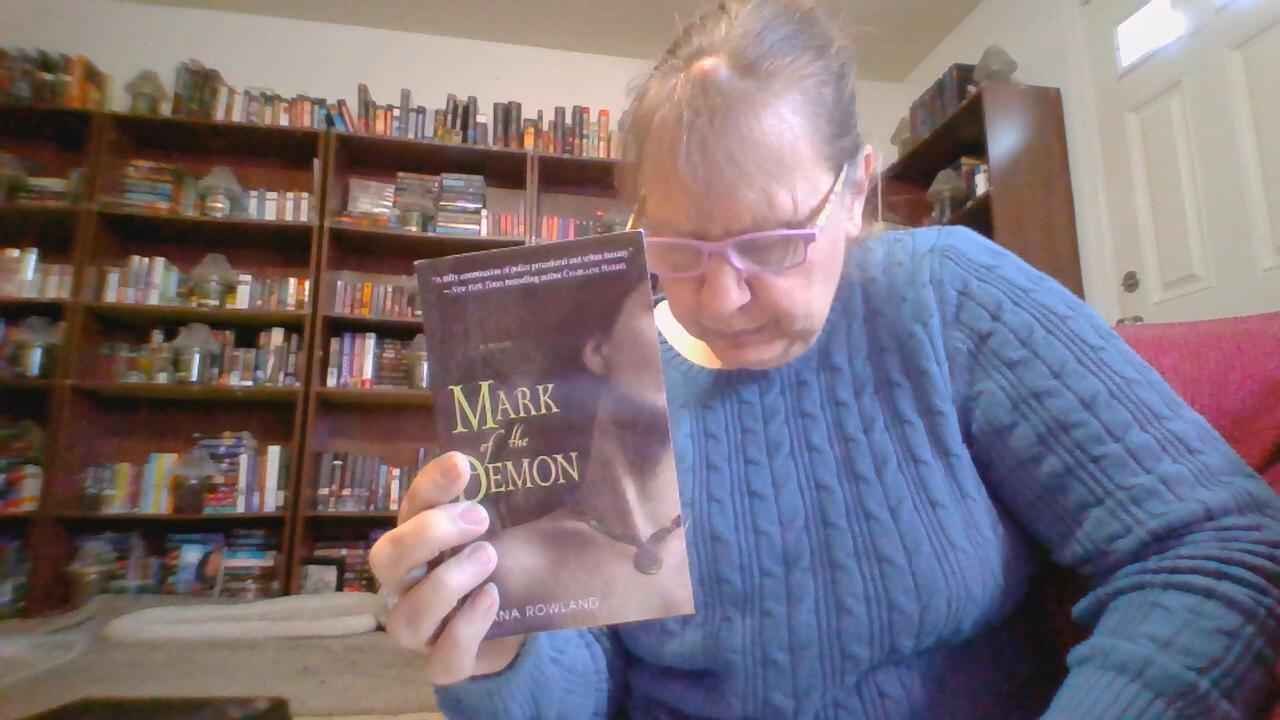 "A nifty combination of police procedural and urban fantasy."
—New York Times bestselling author CHARLAINE HARRIS
MARK
of the
DEMON
ANA ROWLAND